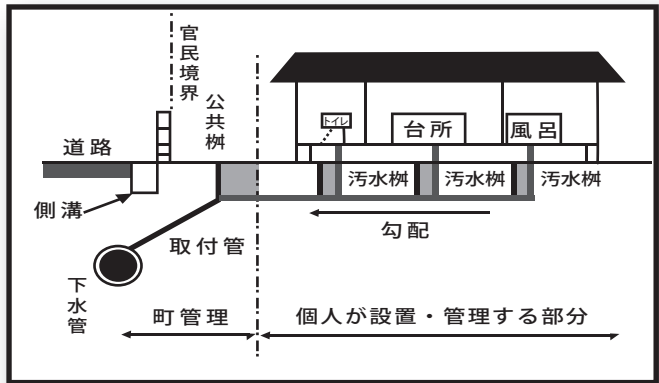 官民境界
公共桝
道路
側溝
取付管
下水管
トイレ
台所
風呂
汚水桝
汚水桝
汚水桝
勾配
町管理
個人が設置・管理する部分